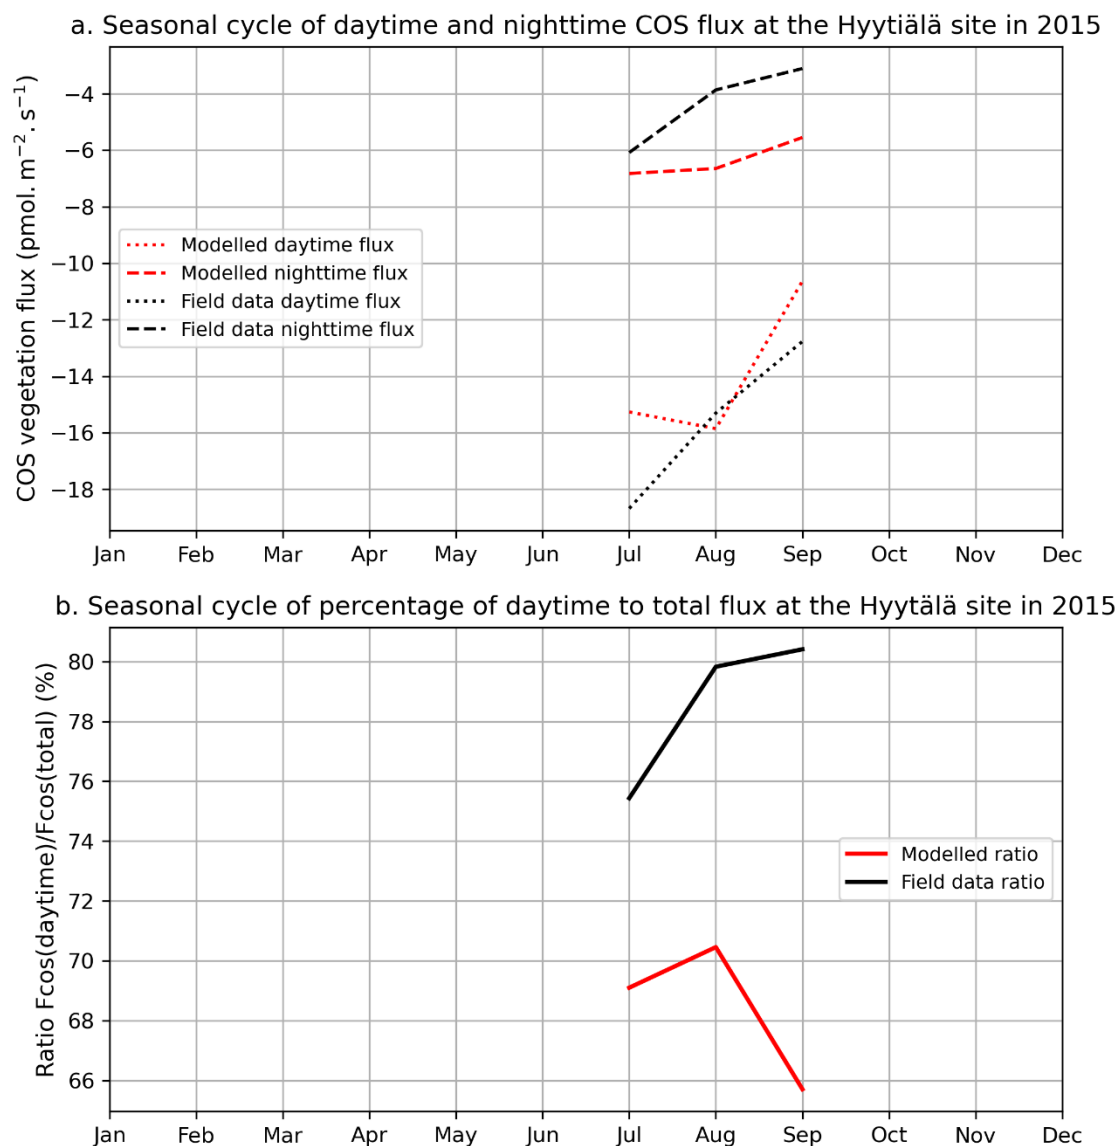 a. Seasonal cycle of daytime and nighttime COS flux at the Hyytiälä site in 2015
COS vegetation flux (pmol. m⁻². s⁻¹)
−4
−6
−8
−10
−12
−14
−16
−18
Modelled daytime flux
Modelled nighttime flux
Field data daytime flux
Field data nighttime flux
Jan Feb Mar Apr May Jun Jul Aug Sep Oct Nov Dec
b. Seasonal cycle of percentage of daytime to total flux at the Hyytälä site in 2015
Ratio Fcos(daytime)/Fcos(total) (%)
80
78
76
74
72
70
68
66
Modelled ratio
Field data ratio
Jan Feb Mar Apr May Jun Jul Aug Sep Oct Nov Dec